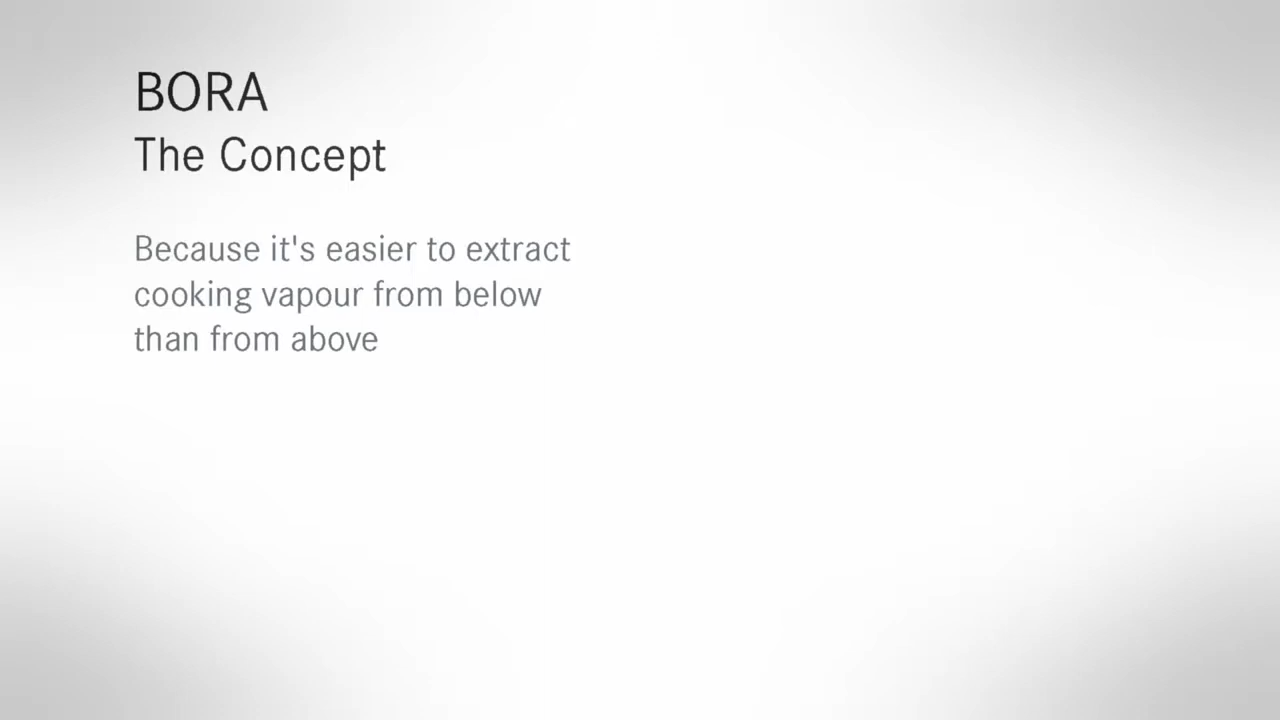 BORA
The Concept
Because it's easier to extract
cooking vapour from below
than from above